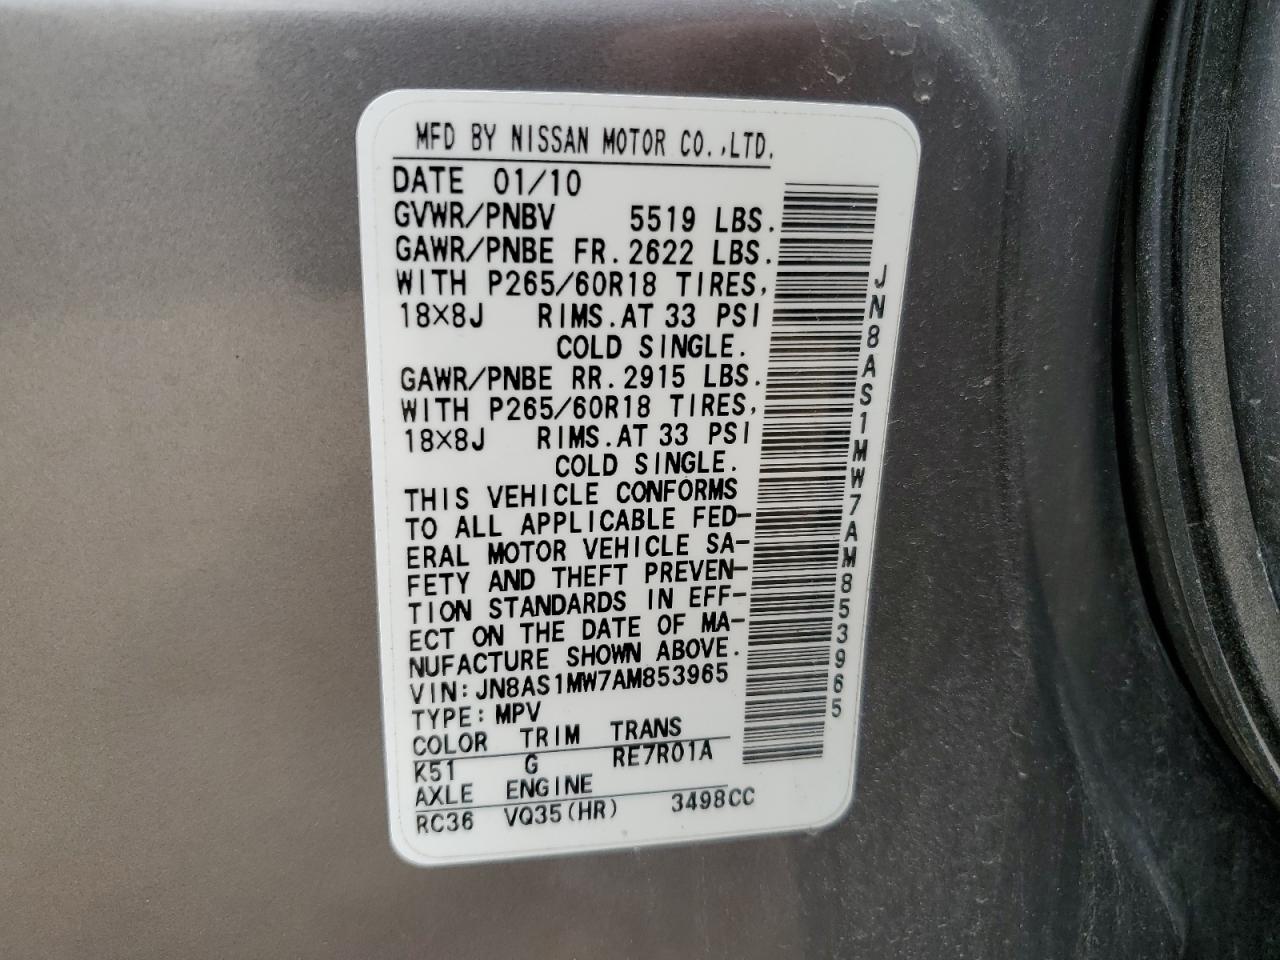 MFD BY NISSAN MOTOR CO.,LTD.
DATE 01/10
GVWR/PNBV 5519 LBS.
GAWR/PNBE FR.2622 LBS.
WITH P265/60R18 TIRES,
18×8J RIMS.AT 33 PSI
COLD SINGLE.
GAWR/PNBE RR.2915 LBS.
WITH P265/60R18 TIRES,
18×8J RIMS.AT 33 PSI
COLD SINGLE.
THIS VEHICLE CONFORMS
TO ALL APPLICABLE FED-
ERAL MOTOR VEHICLE SA-
FETY AND THEFT PREVEN-
TION STANDARDS IN EFF-
ECT ON THE DATE OF MA-
NUFACTURE SHOWN ABOVE.
VIN:JN8AS1MW7AM853965
TYPE:MPV
COLOR TRIM TRANS
K51 G RE7R01A
AXLE ENGINE
RC36 VQ35(HR) 3498CC
JN8AS1MW7AM853965